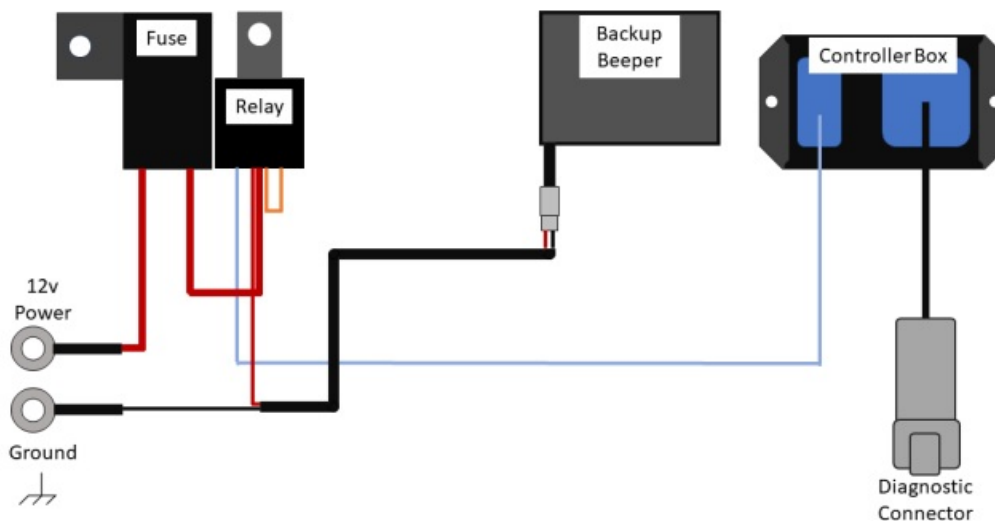 Fuse
Relay
Backup
Beeper
Controller Box
12v
Power
Ground
Diagnostic
Connector